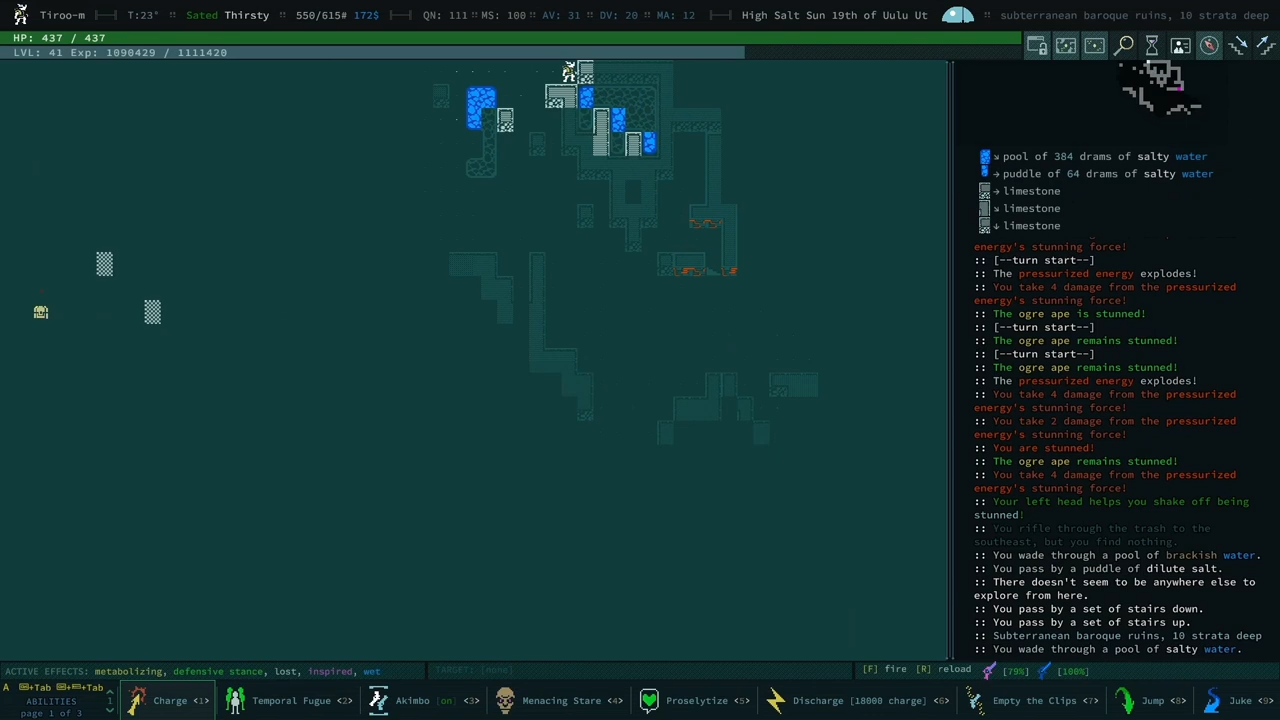 Tiroo-m T:23° Sated Thirsty 550/615# 172$ QN: 111 MS: 100 AV: 31 DV: 20 MA: 12 High Salt Sun 19th of Uulu Ut :: subterranean baroque ruins, 10 strata deep
HP: 437 / 437
LVL: 41 Exp: 1090429 / 1111420
pool of 384 drams of salty water
puddle of 64 drams of salty water
limestone
limestone
limestone
energy's stunning force!
:: [--turn start--]
:: The pressurized energy explodes!
:: You take 4 damage from the pressurized
energy's stunning force!
:: The ogre ape is stunned!
:: [--turn start--]
:: The ogre ape remains stunned!
:: [--turn start--]
:: The ogre ape remains stunned!
:: The pressurized energy explodes!
:: You take 4 damage from the pressurized
energy's stunning force!
:: You take 2 damage from the pressurized
energy's stunning force!
:: You are stunned!
:: The ogre ape remains stunned!
:: You take 4 damage from the pressurized
energy's stunning force!
:: Your left head helps you shake off being
stunned!
:: You rifle through the trash to the
southeast, but you find nothing.
:: You wade through a pool of brackish water.
:: You pass by a puddle of dilute salt.
:: There doesn't seem to be anywhere else to
explore from here.
:: You pass by a set of stairs down.
:: You pass by a set of stairs up.
:: Subterranean baroque ruins, 10 strata deep
:: You wade through a pool of salty water.
ACTIVE EFFECTS: metabolizing, defensive stance, lost, inspired, wet
TARGET: [none]
[F] fire [R] reload [79%] [100%]
A +Tab ++Tab
ABILITIES 1
page 1 of 3
Charge <1> Temporal Fugue <2> Akimbo [on] <3> Menacing Stare <4> Proselytize <5> Discharge [18000 charge] <6> Empty the Clips <7> Jump <8> Juke <9>